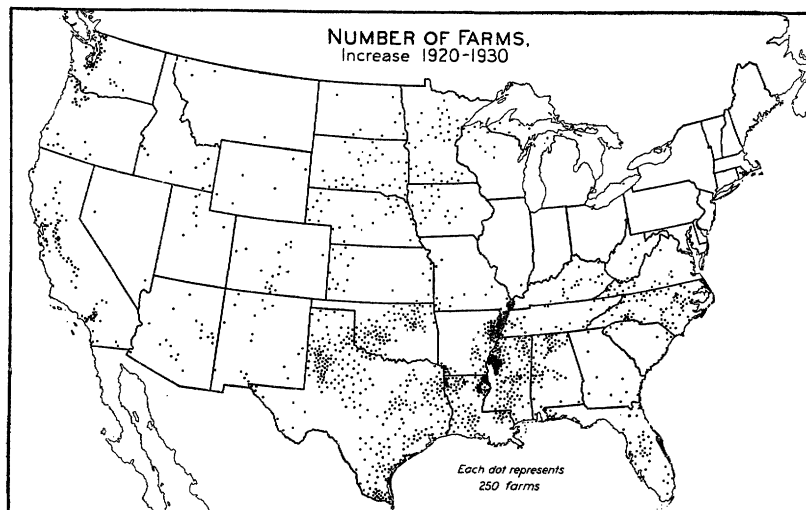 NUMBER OF FARMS,
Increase 1920-1930
Each dot represents
250 farms